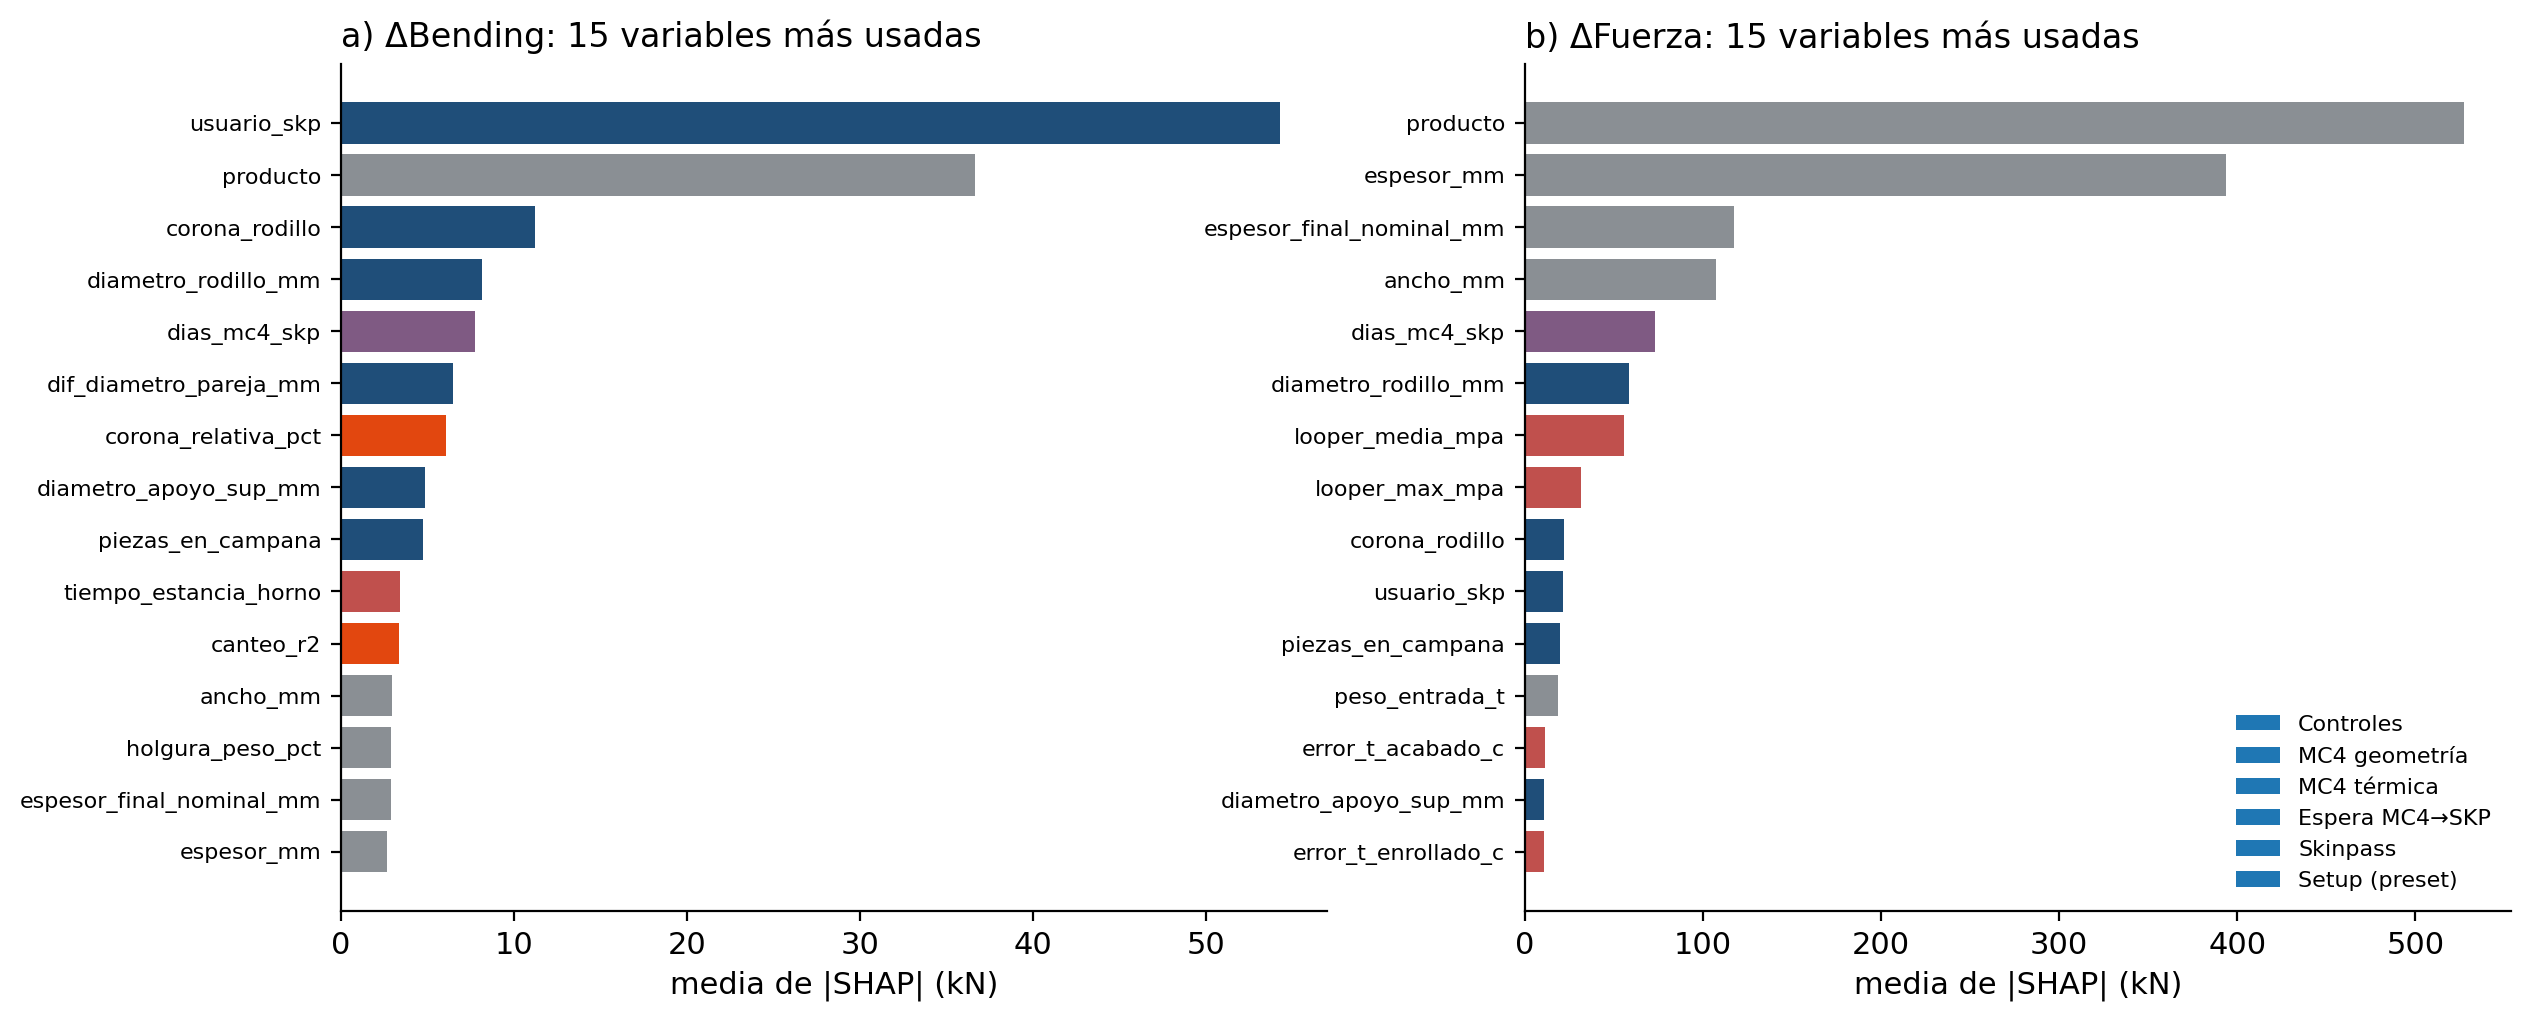 a) ΔBending: 15 variables más usadas
usuario_skp
producto
corona_rodillo
diametro_rodillo_mm
dias_mc4_skp
dif_diametro_pareja_mm
corona_relativa_pct
diametro_apoyo_sup_mm
piezas_en_campana
tiempo_estancia_horno
canteo_r2
ancho_mm
holgura_peso_pct
espesor_final_nominal_mm
espesor_mm
0 10 20 30 40 50
media de |SHAP| (kN)
b) ΔFuerza: 15 variables más usadas
producto
espesor_mm
espesor_final_nominal_mm
ancho_mm
dias_mc4_skp
diametro_rodillo_mm
looper_media_mpa
looper_max_mpa
corona_rodillo
usuario_skp
piezas_en_campana
peso_entrada_t
error_t_acabado_c
diametro_apoyo_sup_mm
error_t_enrollado_c
Controles
MC4 geometría
MC4 térmica
Espera MC4→SKP
Skinpass
Setup (preset)
0 100 200 300 400 500
media de |SHAP| (kN)